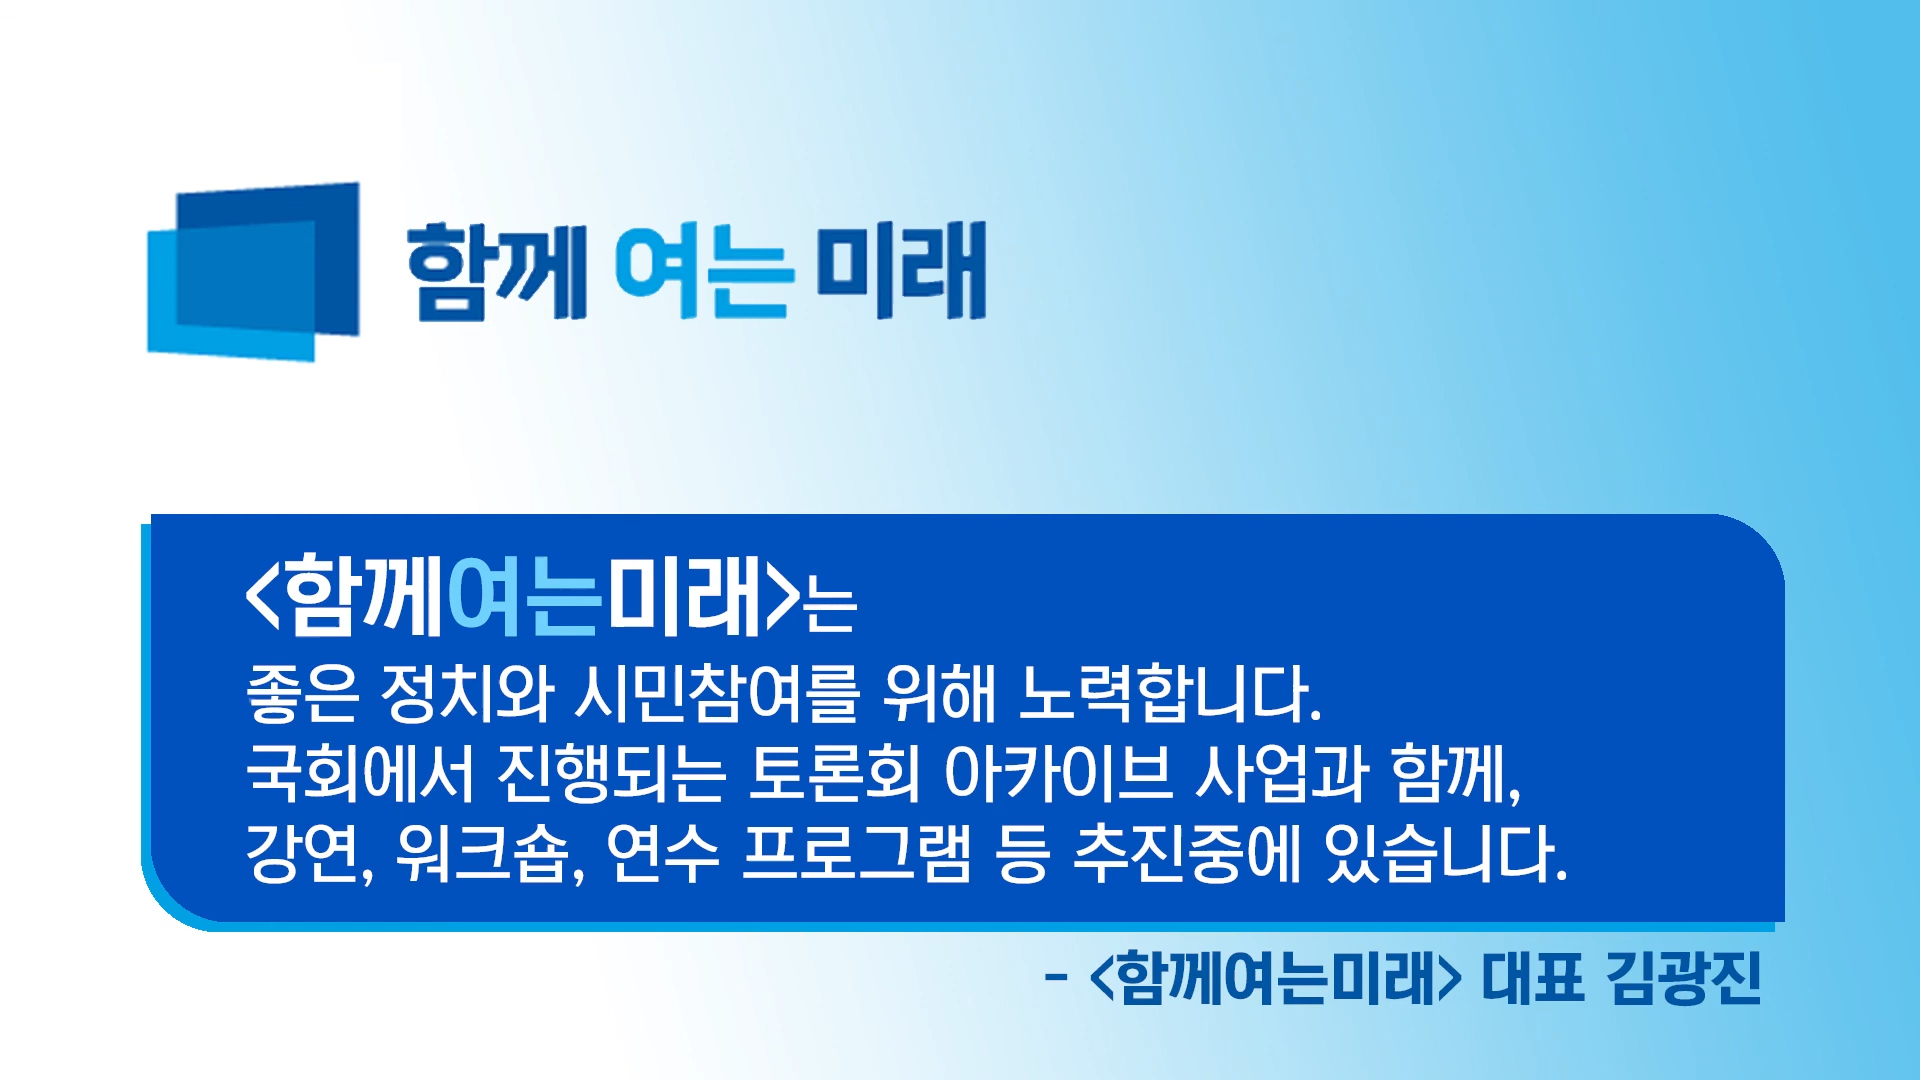 함께 여는 미래
<함께여는미래>는
좋은 정치와 시민참여를 위해 노력합니다.
국회에서 진행되는 토론회 아카이브 사업과 함께,
강연, 워크숍, 연수 프로그램 등 추진중에 있습니다.
- <함께여는미래> 대표 김광진